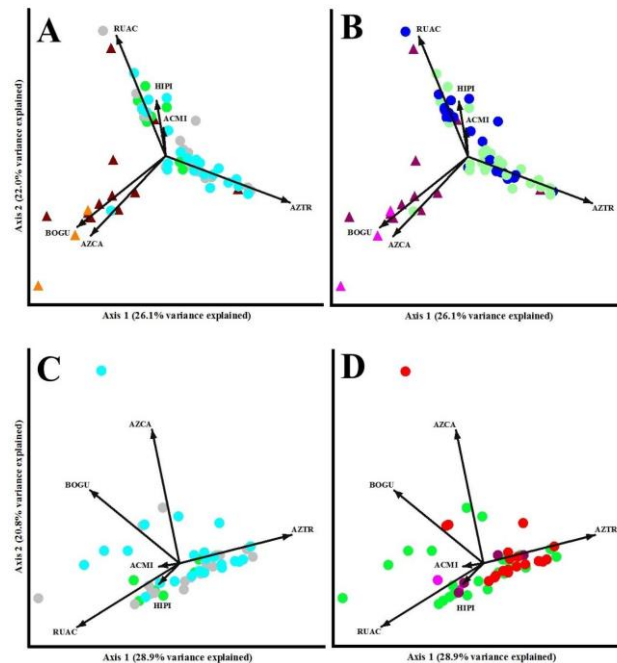 A
RUAC
HIPI
ACMI
AZTR
BOGU
AZCA
Axis 2 (22.0% variance explained)
Axis 1 (26.1% variance explained)
B
RUAC
HIPI
ACMI
AZTR
BOGU
AZCA
Axis 1 (26.1% variance explained)
C
AZCA
BOGU
AZTR
ACMI
HIPI
RUAC
Axis 2 (20.8% variance explained)
Axis 1 (28.9% variance explained)
D
AZCA
BOGU
AZTR
ACMI
HIPI
RUAC
Axis 1 (28.9% variance explained)